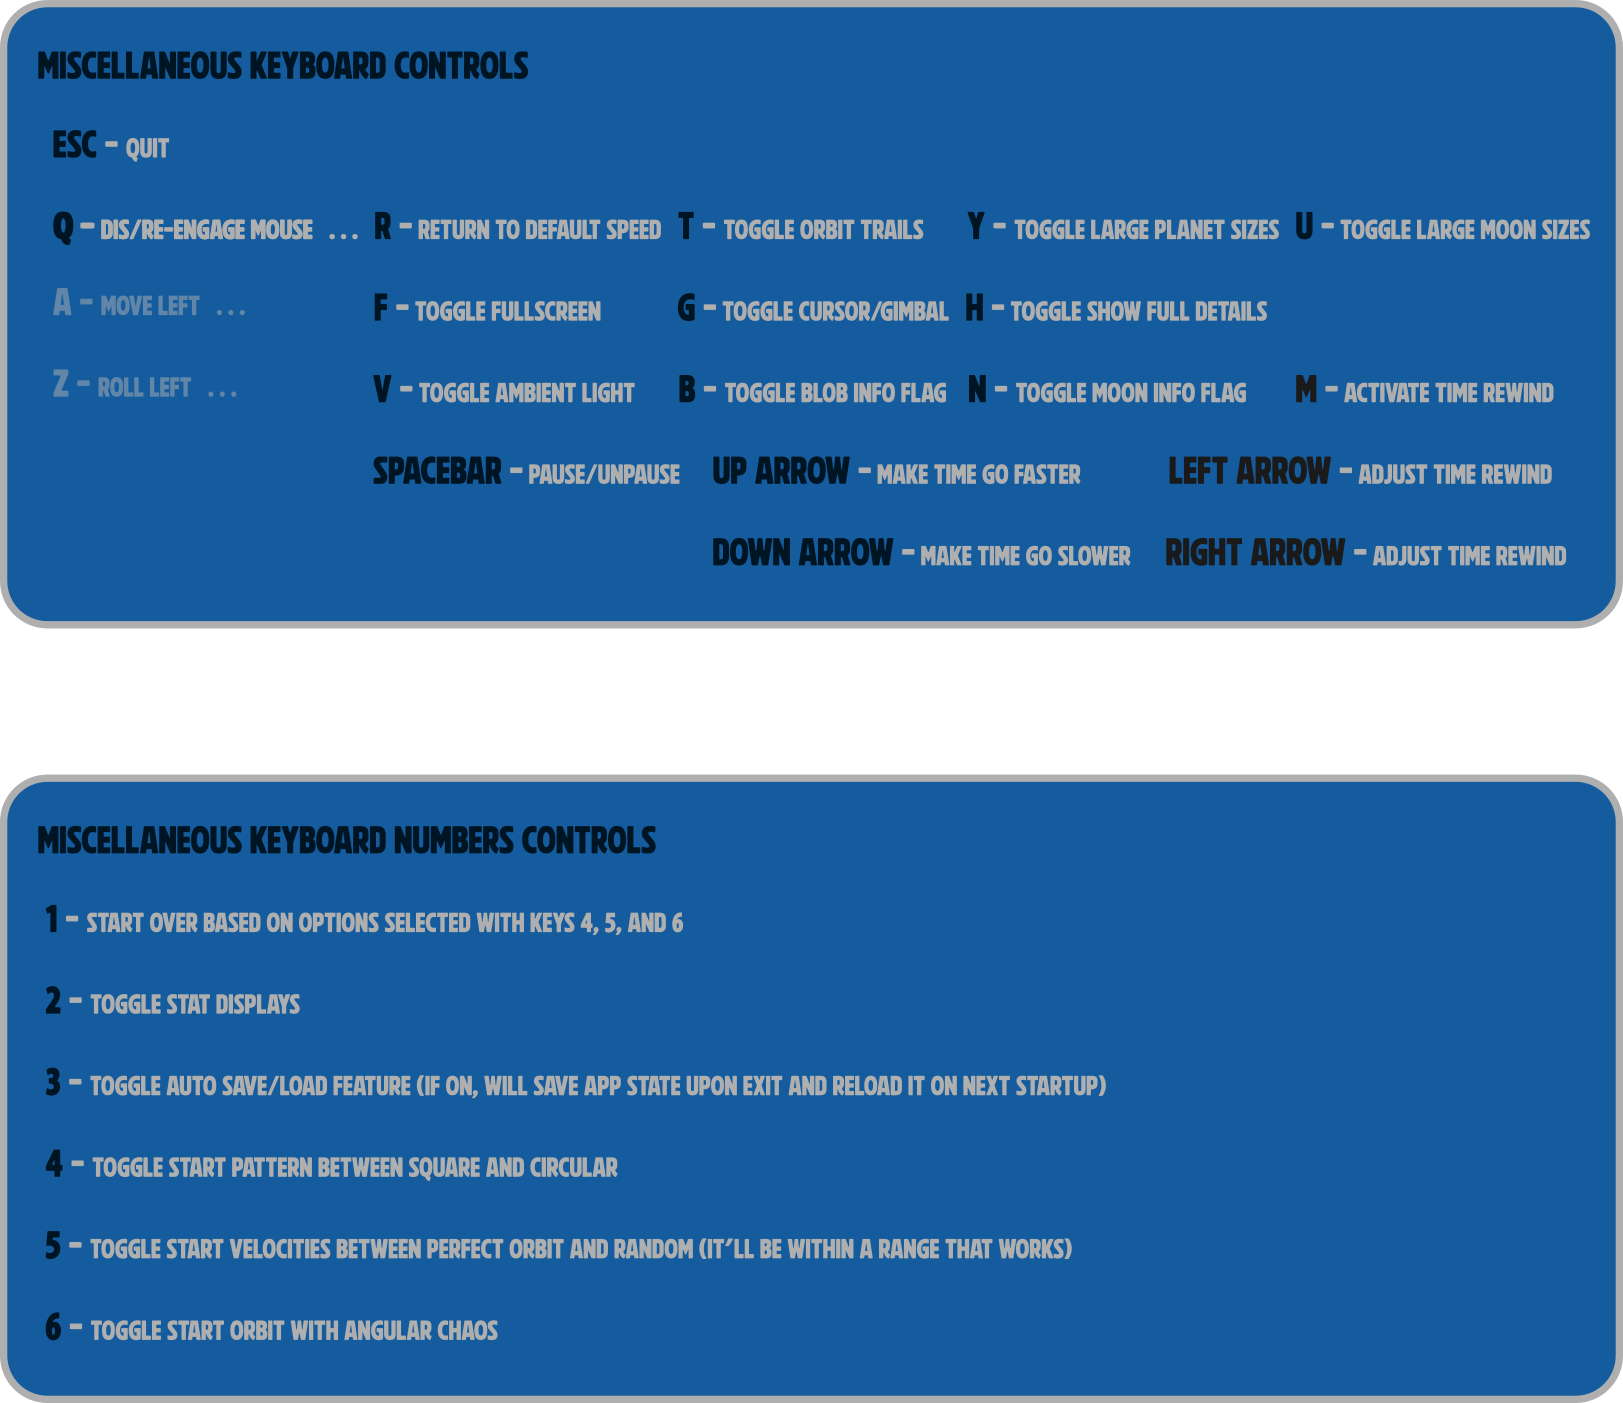 MISCELLANEOUS KEYBOARD CONTROLS
ESC - QUIT
Q - DIS/RE-ENGAGE MOUSE ... R - RETURN TO DEFAULT SPEED T - TOGGLE ORBIT TRAILS Y - TOGGLE LARGE PLANET SIZES U - TOGGLE LARGE MOON SIZES
A - MOVE LEFT ... F - TOGGLE FULLSCREEN G - TOGGLE CURSOR/GIMBAL H - TOGGLE SHOW FULL DETAILS
Z - ROLL LEFT ... V - TOGGLE AMBIENT LIGHT B - TOGGLE BLOB INFO FLAG N - TOGGLE MOON INFO FLAG M - ACTIVATE TIME REWIND
SPACEBAR - PAUSE/UNPAUSE UP ARROW - MAKE TIME GO FASTER LEFT ARROW - ADJUST TIME REWIND
DOWN ARROW - MAKE TIME GO SLOWER RIGHT ARROW - ADJUST TIME REWIND
MISCELLANEOUS KEYBOARD NUMBERS CONTROLS
1 - START OVER BASED ON OPTIONS SELECTED WITH KEYS 4, 5, AND 6
2 - TOGGLE STAT DISPLAYS
3 - TOGGLE AUTO SAVE/LOAD FEATURE (IF ON, WILL SAVE APP STATE UPON EXIT AND RELOAD IT ON NEXT STARTUP)
4 - TOGGLE START PATTERN BETWEEN SQUARE AND CIRCULAR
5 - TOGGLE START VELOCITIES BETWEEN PERFECT ORBIT AND RANDOM (IT'LL BE WITHIN A RANGE THAT WORKS)
6 - TOGGLE START ORBIT WITH ANGULAR CHAOS